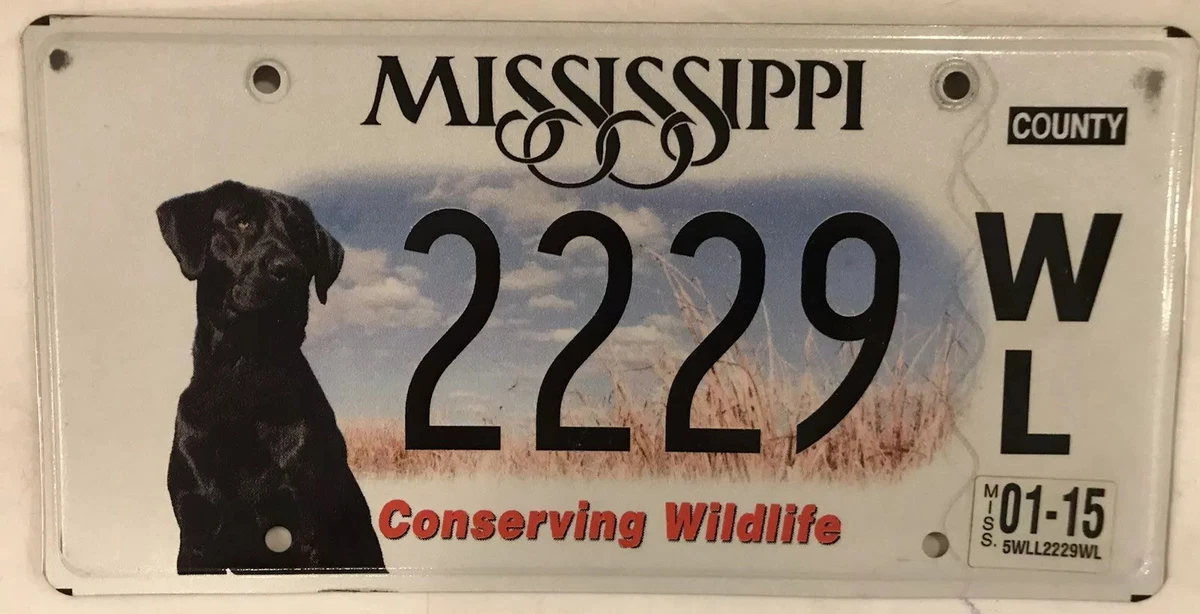 MISSISSIPPI
COUNTY
2229
W
L
Conserving Wildlife
MISS.
01-15
5WLL2229WL